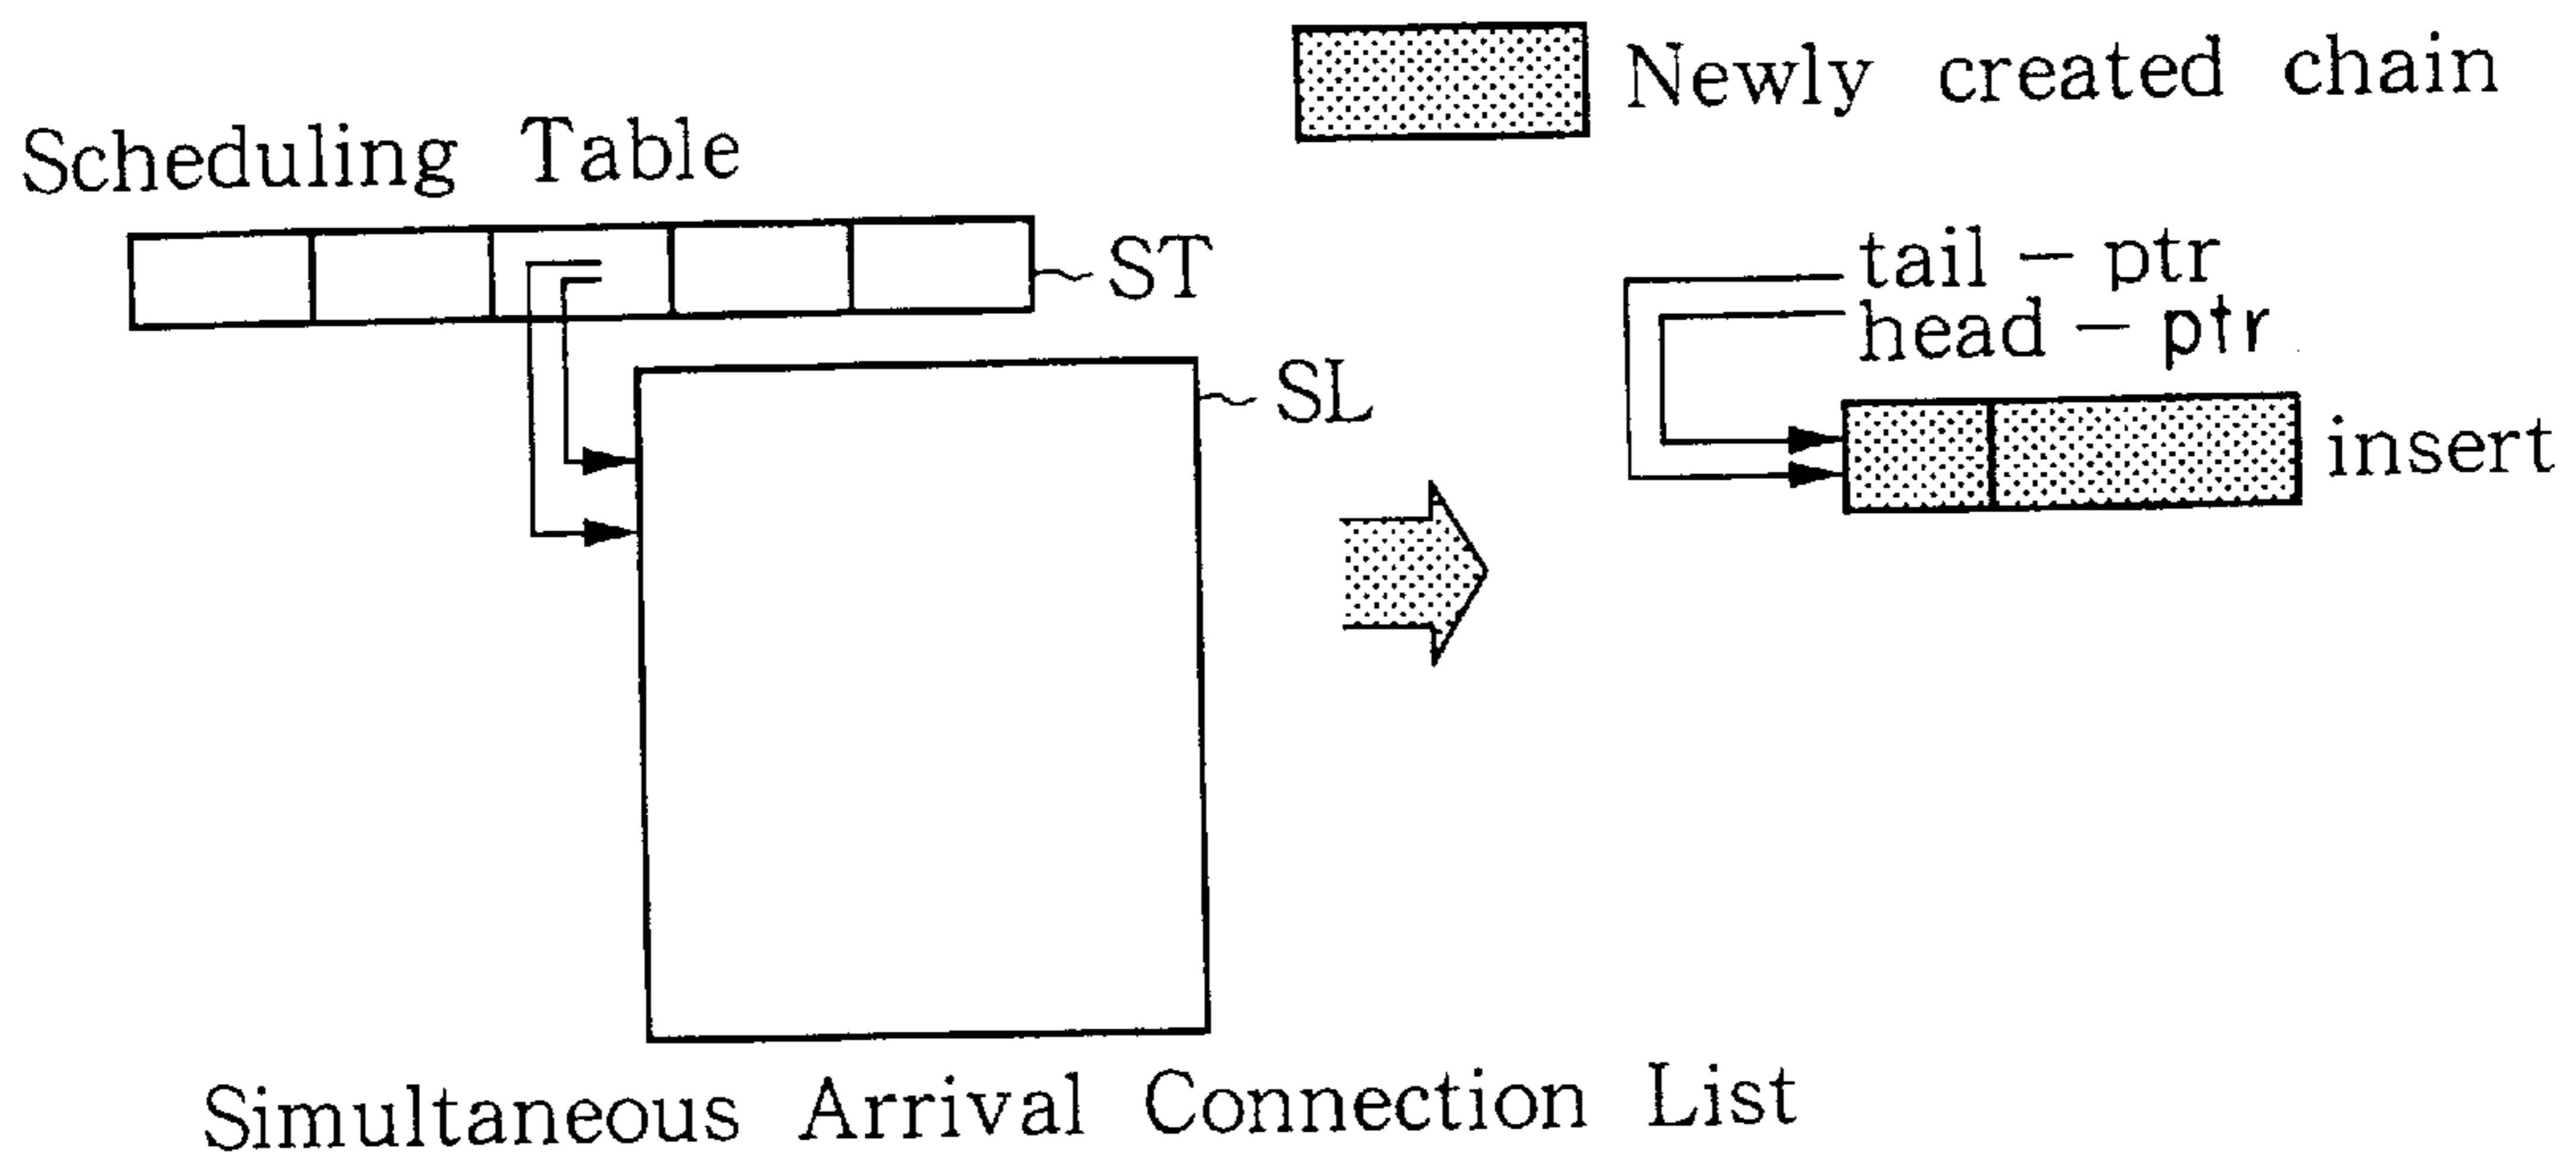 Newly created chain
Scheduling Table
ST
tail - ptr
head - ptr
SL
insert
Simultaneous Arrival Connection List